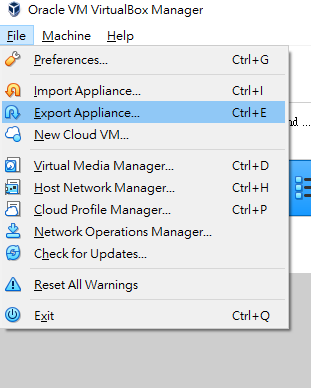 Oracle VM VirtualBox Manager
File Machine Help
Preferences... Ctrl+G
Import Appliance... Ctrl+I
Export Appliance... Ctrl+E
New Cloud VM...
Virtual Media Manager... Ctrl+D
Host Network Manager... Ctrl+H
Cloud Profile Manager... Ctrl+P
Network Operations Manager...
Check for Updates...
Reset All Warnings
Exit Ctrl+Q